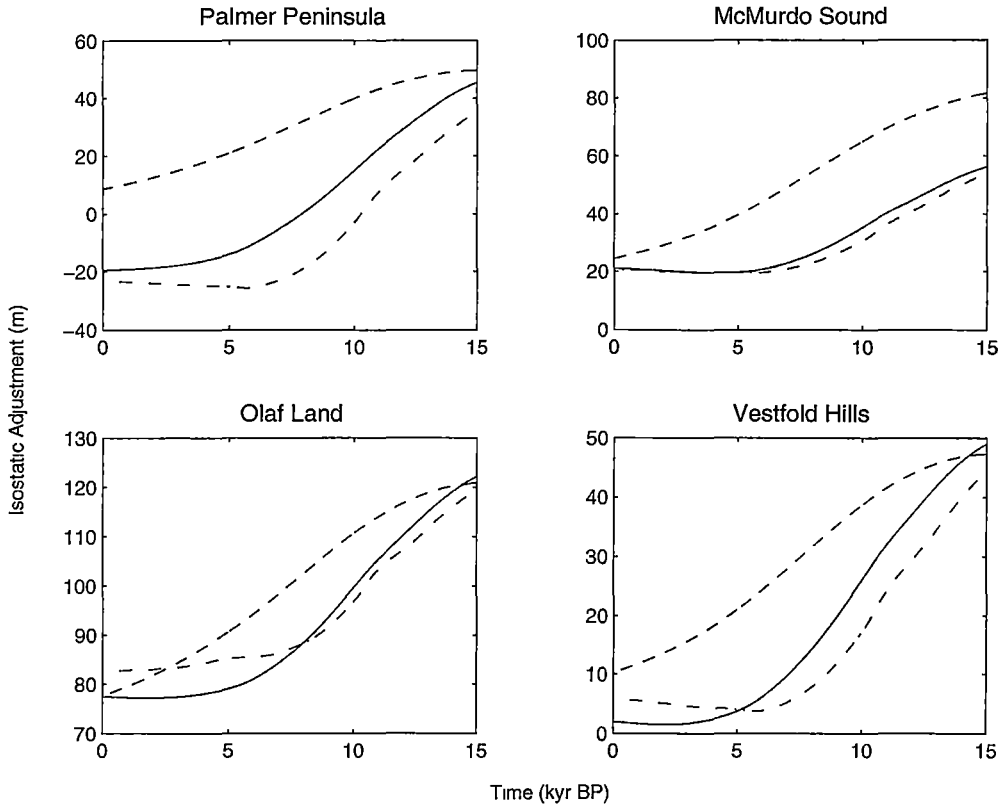 Palmer Peninsula
McMurdo Sound
60
40
20
0
−20
−40
0 5 10 15
100
80
60
40
20
0
0 5 10 15
Isostatic Adjustment (m)
Olaf Land
Vestfold Hills
130
120
110
100
90
80
70
0 5 10 15
50
40
30
20
10
0
0 5 10 15
Time (kyr BP)